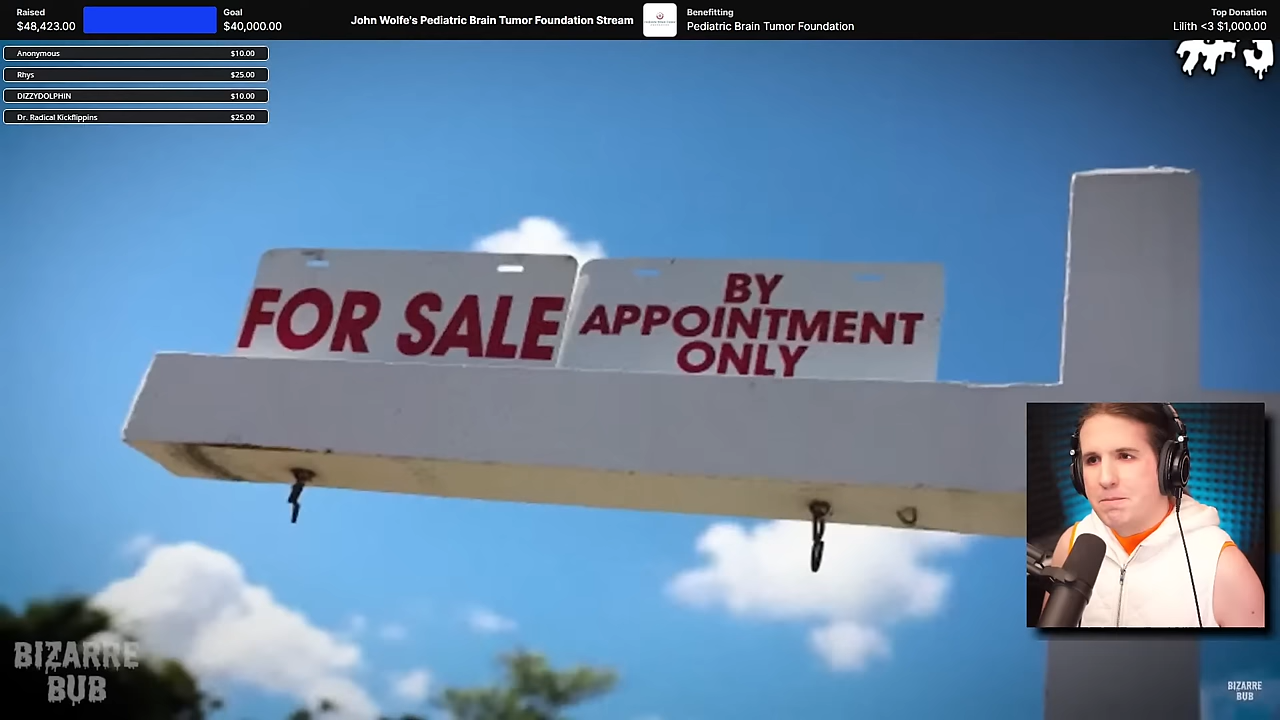 Raised
$48,423.00
Goal
$40,000.00
John Wolfe's Pediatric Brain Tumor Foundation Stream
Benefitting
Pediatric Brain Tumor Foundation
Top Donation
Lilith <3 $1,000.00
Anonymous $10.00
Rhys $25.00
DIZZYDOLPHIN $10.00
Dr. Radical Kickflippins $25.00
FOR SALE
BY
APPOINTMENT
ONLY
BIZARRE
BUB
BIZARRE
BUB